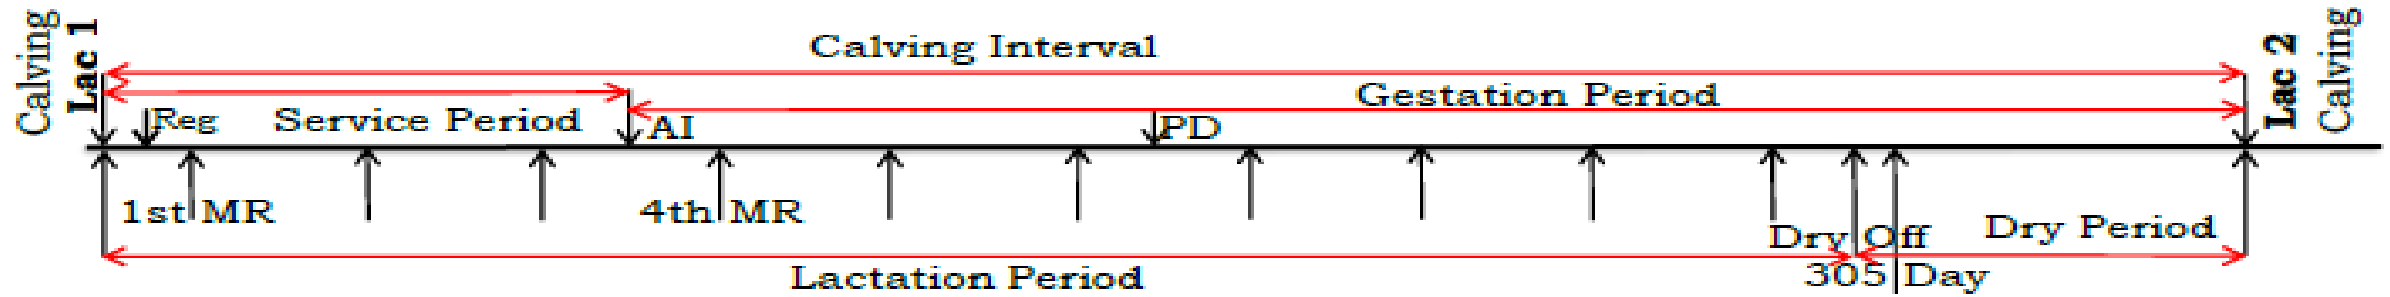 Calving
Lac 1
Calving Interval
Gestation Period
Reg
Service Period
AI
PD
Lac 2
Calving
1st MR
4th MR
Dry Off
Dry Period
Lactation Period
305 Day